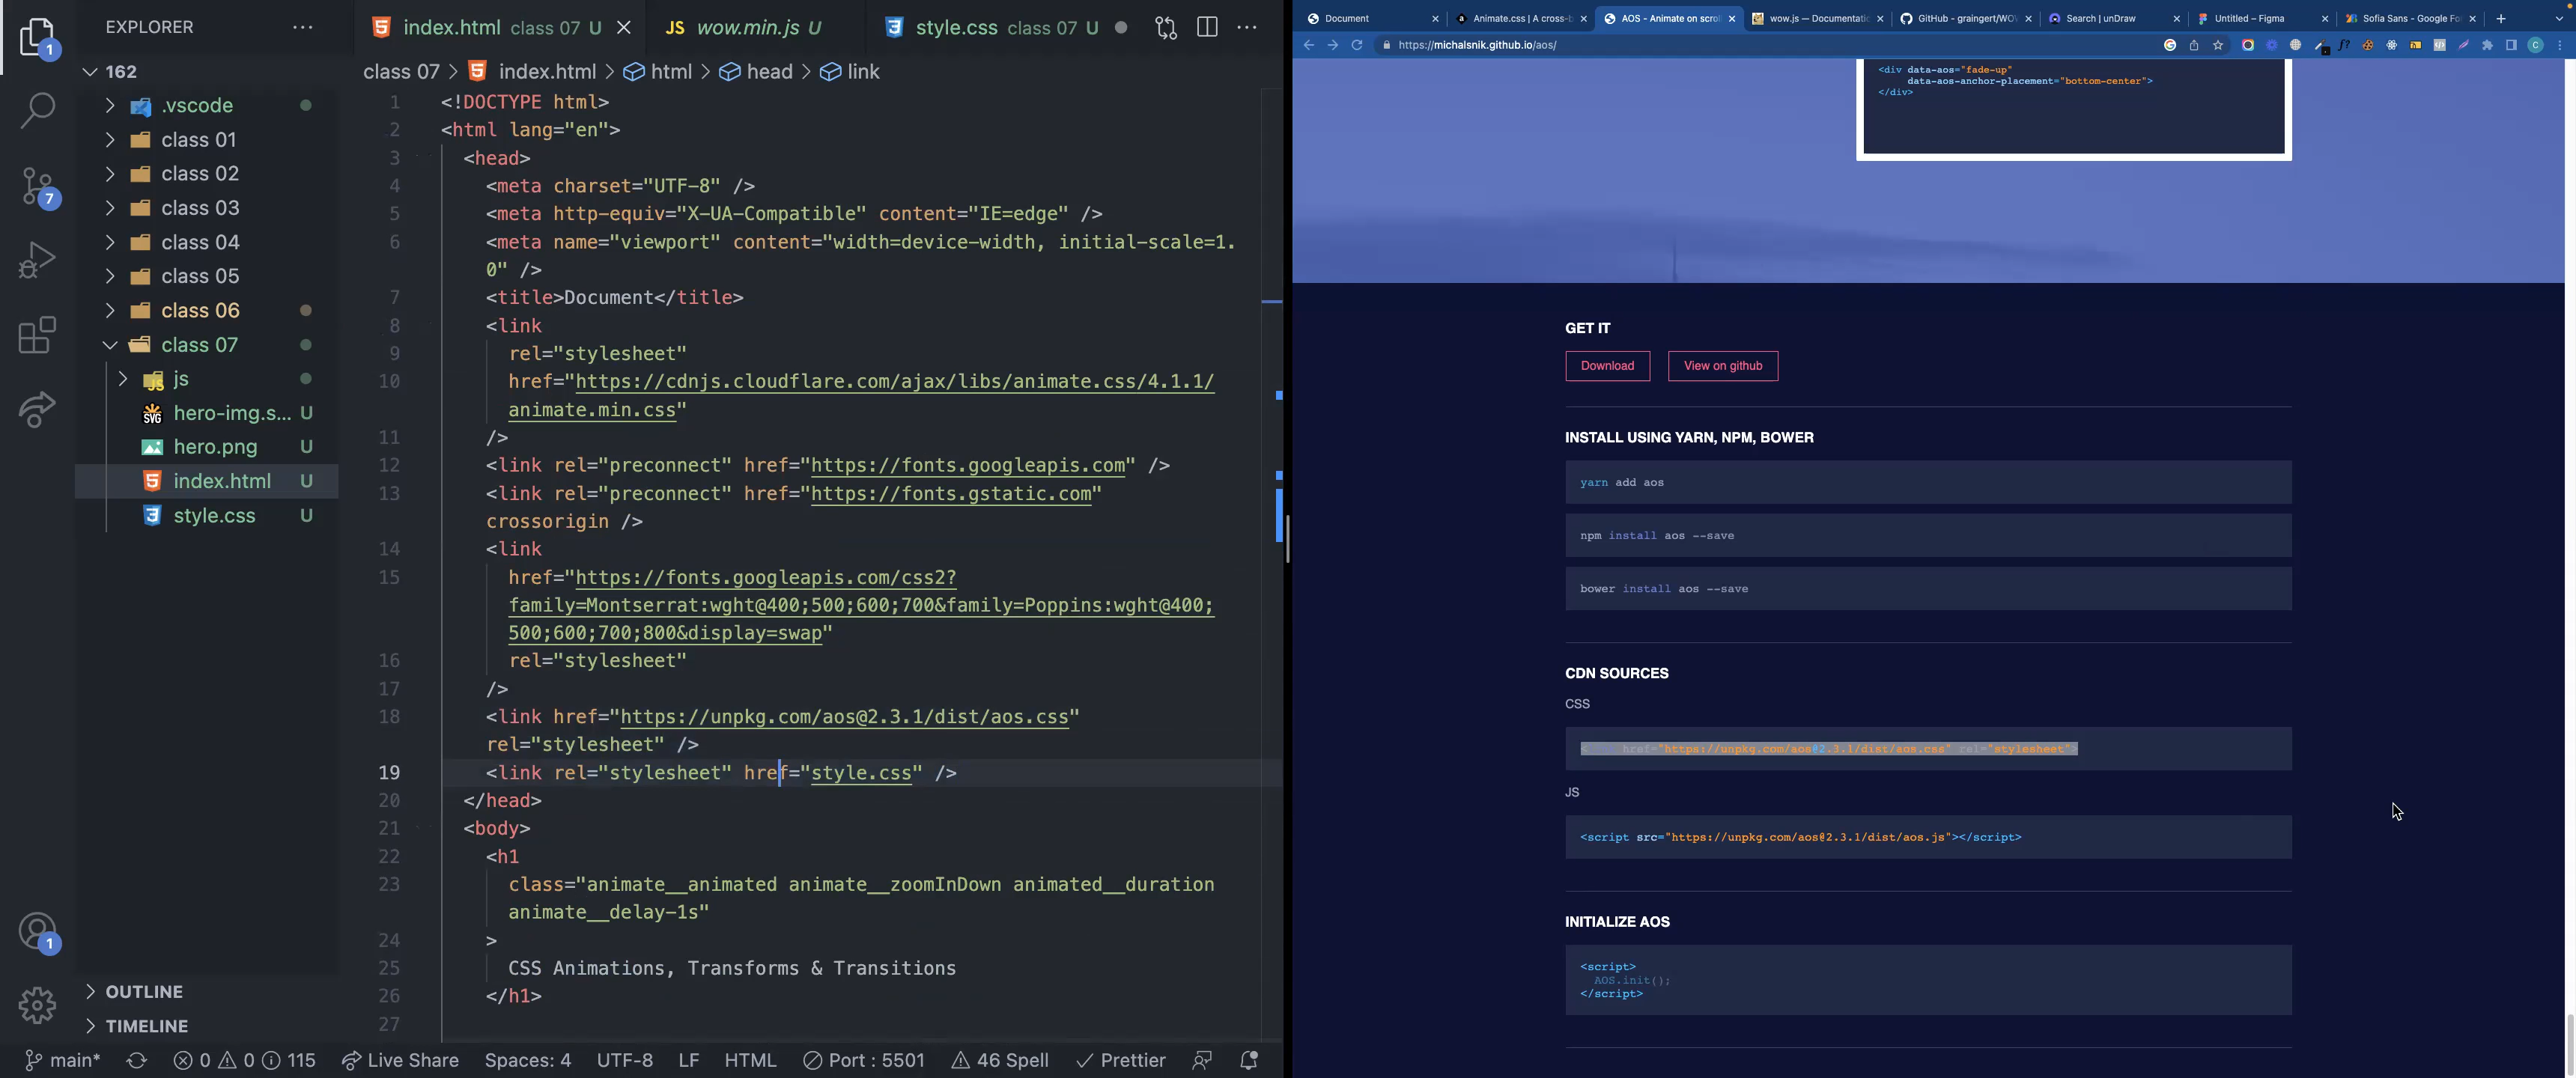 EXPLORER
162
.vscode
class 01
class 02
class 03
class 04
class 05
class 06
class 07
js
hero-img.s... U
hero.png U
index.html U
style.css U
OUTLINE
TIMELINE
1
7
1
index.html class 07 U
JS wow.min.js U
style.css class 07 U
class 07 > index.html > html > head > link
1 <!DOCTYPE html>
2 <html lang="en">
3 <head>
4 <meta charset="UTF-8" />
5 <meta http-equiv="X-UA-Compatible" content="IE=edge" />
6 <meta name="viewport" content="width=device-width, initial-scale=1.
0" />
7 <title>Document</title>
8 <link
9 rel="stylesheet"
10 href="https://cdnjs.cloudflare.com/ajax/libs/animate.css/4.1.1/
animate.min.css"
11 />
12 <link rel="preconnect" href="https://fonts.googleapis.com" />
13 <link rel="preconnect" href="https://fonts.gstatic.com"
crossorigin />
14 <link
15 href="https://fonts.googleapis.com/css2?
family=Montserrat:wght@400;500;600;700&family=Poppins:wght@400;
500;600;700;800&display=swap"
16 rel="stylesheet"
17 />
18 <link href="https://unpkg.com/aos@2.3.1/dist/aos.css"
rel="stylesheet" />
19 <link rel="stylesheet" href="style.css" />
20 </head>
21 <body>
22 <h1
23 class="animate__animated animate__zoomInDown animated__duration
animate__delay-1s"
24 >
25 CSS Animations, Transforms & Transitions
26 </h1>
27
main* 0 0 115 Live Share Spaces: 4 UTF-8 LF HTML Port : 5501 46 Spell Prettier
Document
Animate.css | A cross-b
AOS - Animate on scrol
wow.js — Documentatio
GitHub - graingert/WOW
Search | unDraw
Untitled – Figma
Sofia Sans - Google Fo
https://michalsnik.github.io/aos/
<div data-aos="fade-up"
data-aos-anchor-placement="bottom-center">
</div>
GET IT
Download
View on github
INSTALL USING YARN, NPM, BOWER
yarn add aos
npm install aos --save
bower install aos --save
CDN SOURCES
CSS
href="https://unpkg.com/aos@2.3.1/dist/aos.css" rel="stylesheet">
JS
<script src="https://unpkg.com/aos@2.3.1/dist/aos.js"></script>
INITIALIZE AOS
<script>
AOS.init();
</script>